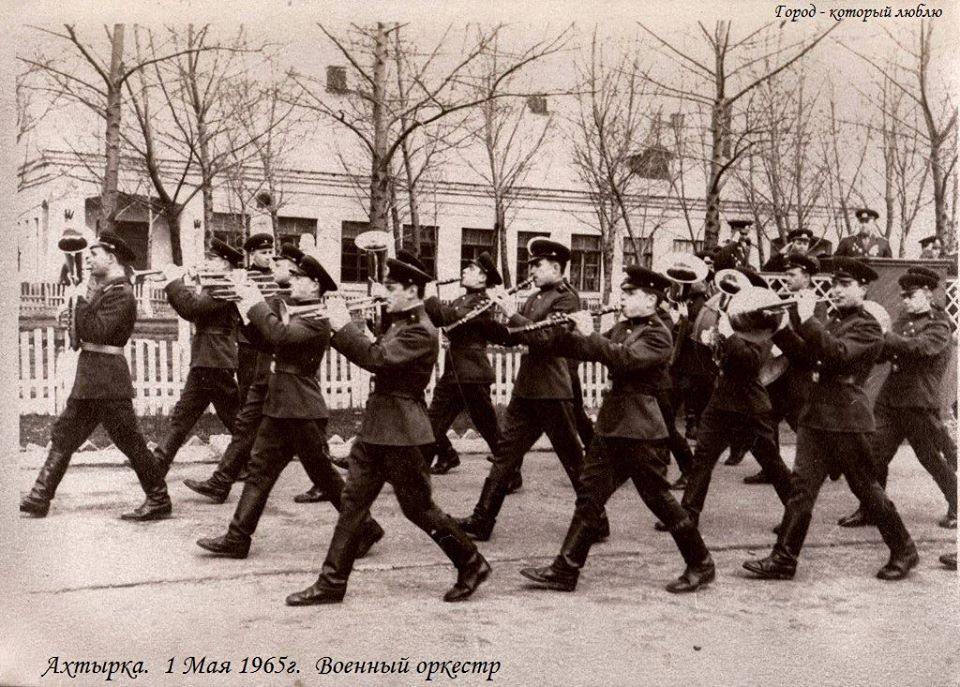 Город - который люблю
Ахтырка. 1 Мая 1965г. Военный оркестр